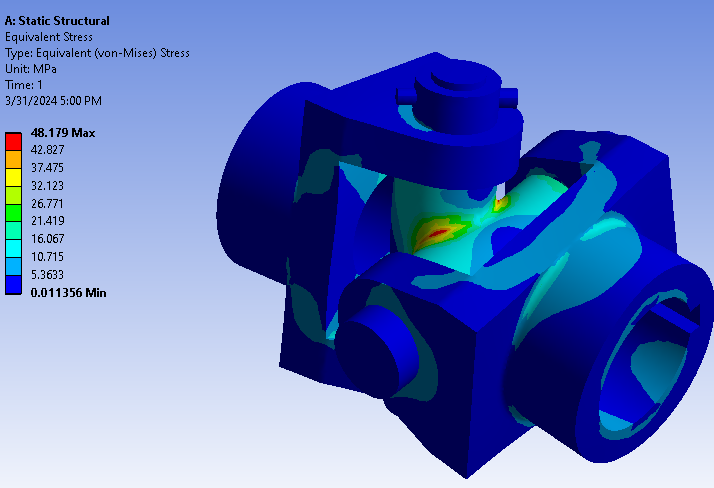 A: Static Structural
Equivalent Stress
Type: Equivalent (von-Mises) Stress
Unit: MPa
Time: 1
3/31/2024 5:00 PM
48.179 Max
42.827
37.475
32.123
26.771
21.419
16.067
10.715
5.3633
0.011356 Min